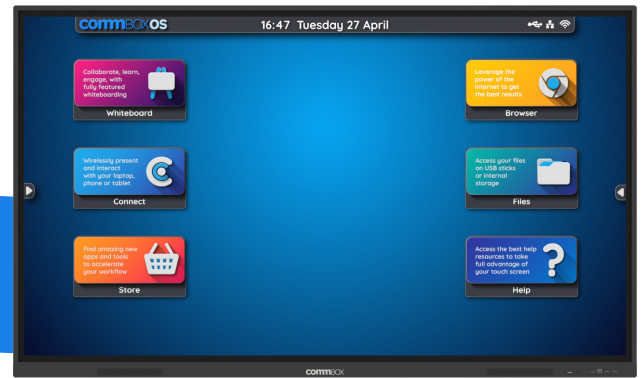 commBOX OS
16:47 Tuesday 27 April
Collaborate, learn,
engage, with
fully featured
whiteboarding
Whiteboard
Leverage the
power of the
internet to get
the best results
Browser
Wirelessly present
and interact
with your laptop,
phone or tablet
Connect
Access your files
on USB sticks
or internal
storage
Files
Find amazing new
apps and tools
to accelerate
your workflow
Store
Access the best help
resources to take
full advantage of
your touch screen
Help
commBOX